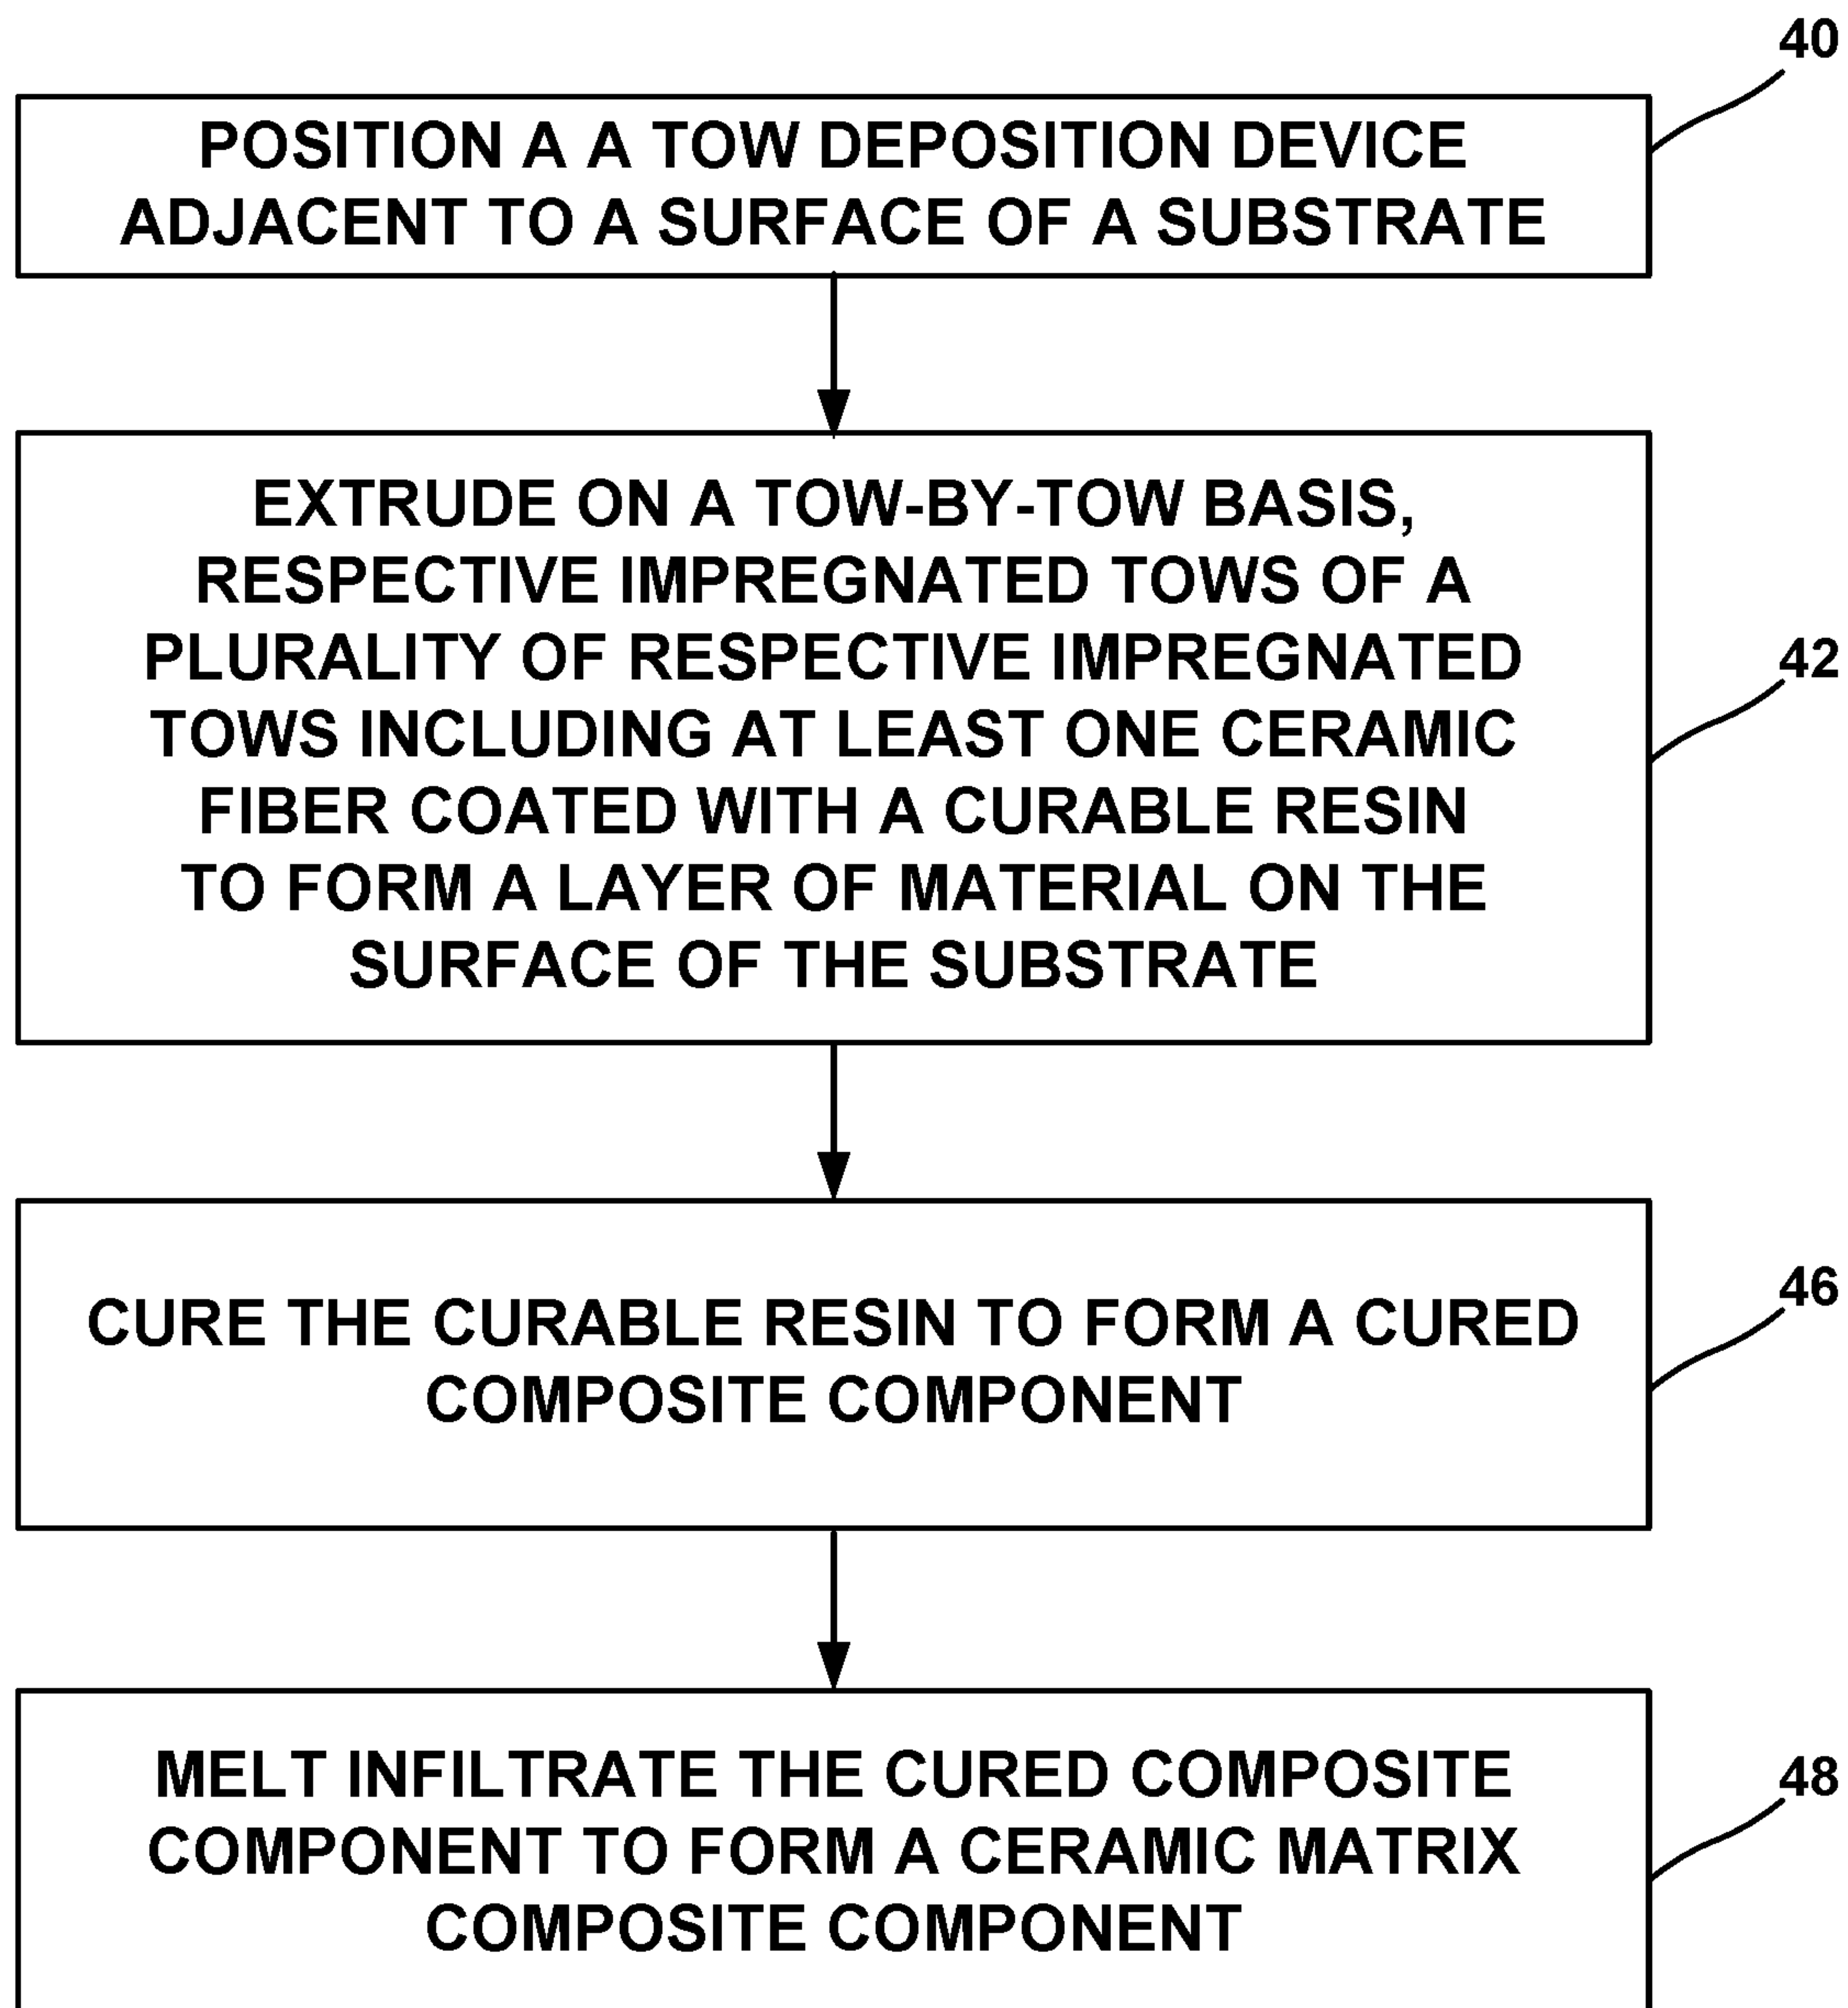 40
POSITION A A TOW DEPOSITION DEVICE
ADJACENT TO A SURFACE OF A SUBSTRATE
EXTRUDE ON A TOW-BY-TOW BASIS,
RESPECTIVE IMPREGNATED TOWS OF A
PLURALITY OF RESPECTIVE IMPREGNATED
TOWS INCLUDING AT LEAST ONE CERAMIC
FIBER COATED WITH A CURABLE RESIN
TO FORM A LAYER OF MATERIAL ON THE
SURFACE OF THE SUBSTRATE
42
CURE THE CURABLE RESIN TO FORM A CURED
COMPOSITE COMPONENT
46
MELT INFILTRATE THE CURED COMPOSITE
COMPONENT TO FORM A CERAMIC MATRIX
COMPOSITE COMPONENT
48